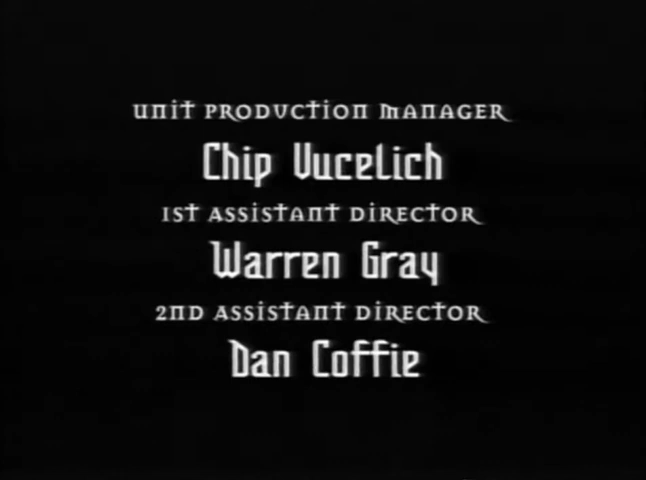 UNIT PRODUCTION MANAGER
Chip Vucelich
1ST ASSISTANT DIRECTOR
Warren Gray
2ND ASSISTANT DIRECTOR
Dan Coffie